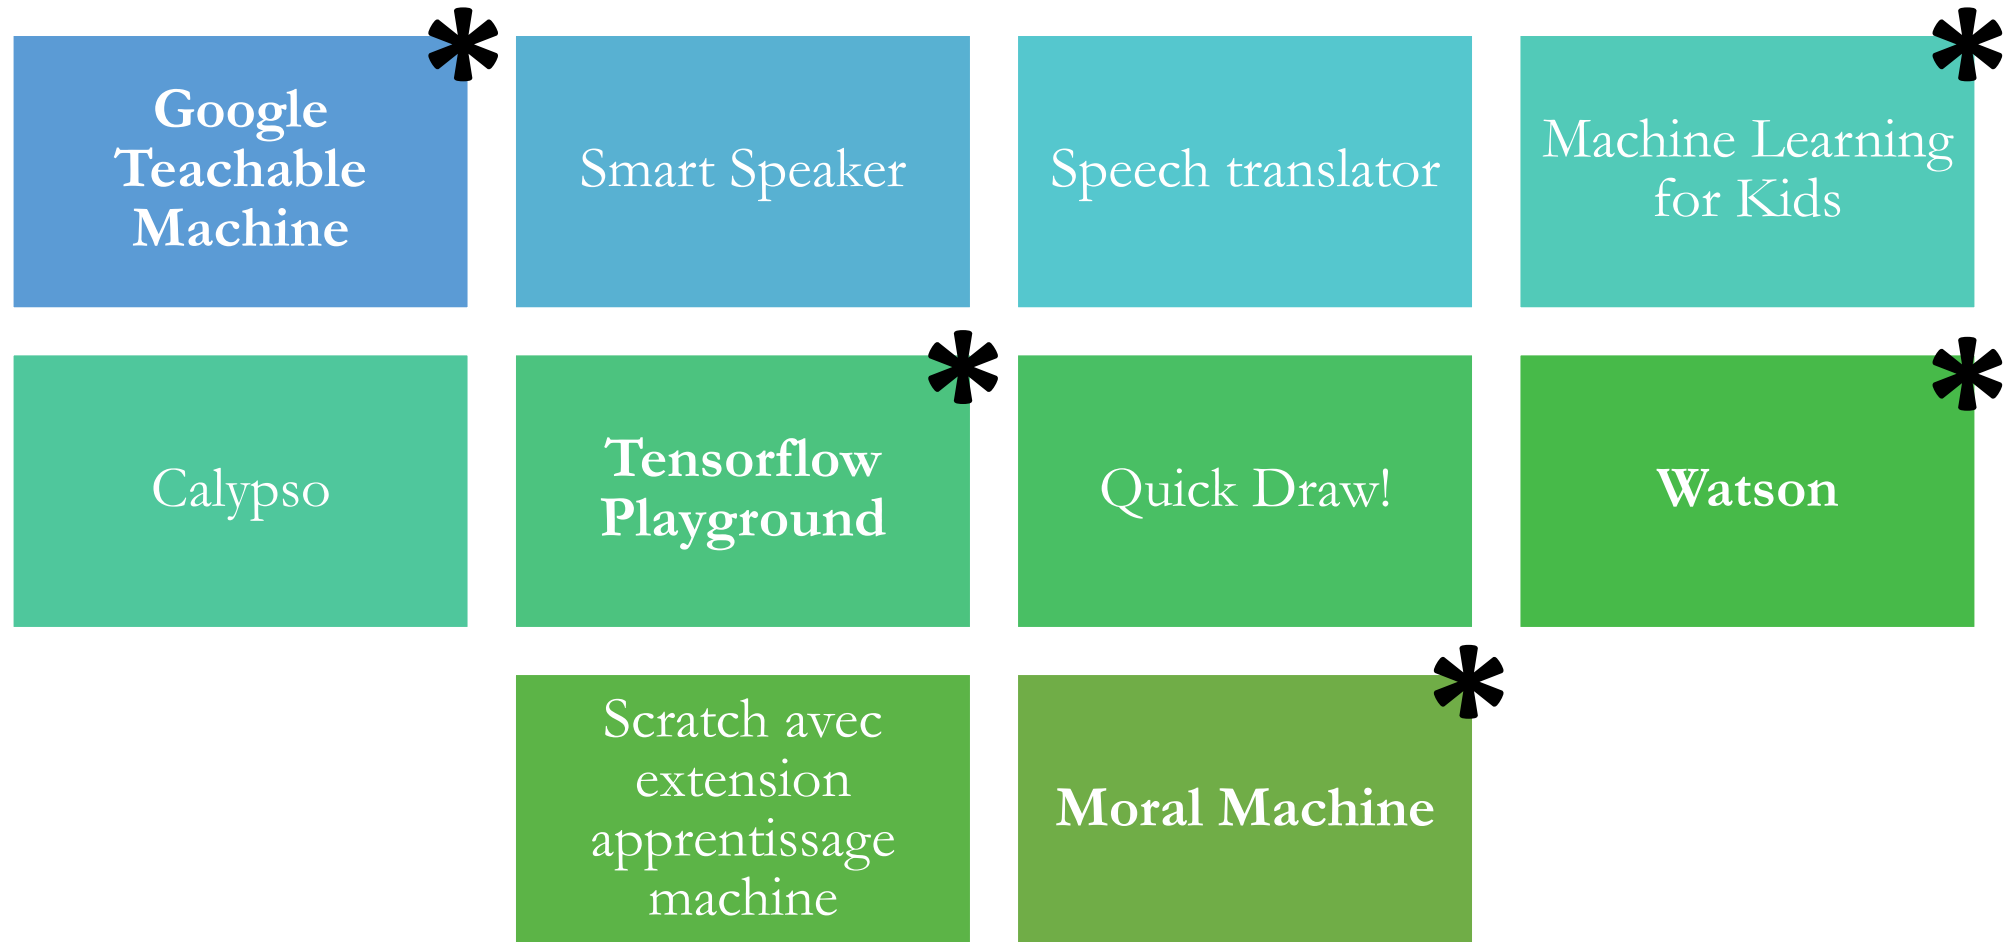 Google
Teachable
Machine
*
Smart Speaker
Speech translator
Machine Learning
for Kids
*
Calypso
Tensorflow
Playground
*
Quick Draw!
Watson
*
Scratch avec
extension
apprentissage
machine
Moral Machine
*